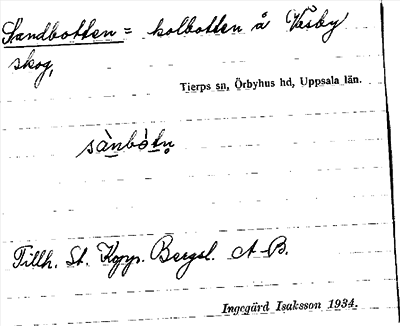 Sandbotten = kolbotten å Väsby
skog,
Tierps sn, Örbyhus hd, Uppsala län.
sànbòtn̥
Tillh. St. Kopp. Bergsl. A-B.
Ingegärd Isaksson 1934.